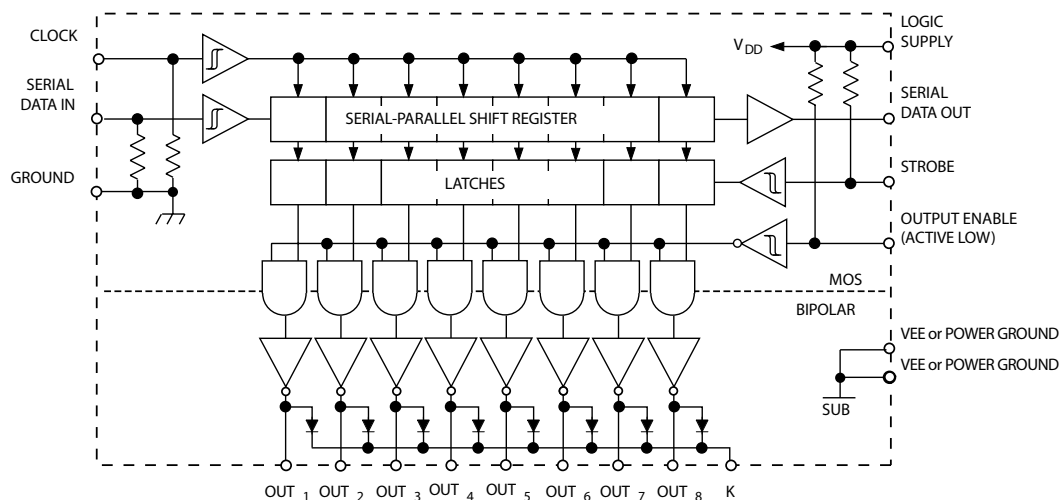 CLOCK
SERIAL
DATA IN
GROUND
V DD
LOGIC
SUPPLY
SERIAL
DATA OUT
STROBE
OUTPUT ENABLE
(ACTIVE LOW)
SERIAL-PARALLEL SHIFT REGISTER
LATCHES
MOS
BIPOLAR
VEE or POWER GROUND
VEE or POWER GROUND
SUB
OUT 1 OUT 2 OUT 3 OUT 4 OUT 5 OUT 6 OUT 7 OUT 8 K